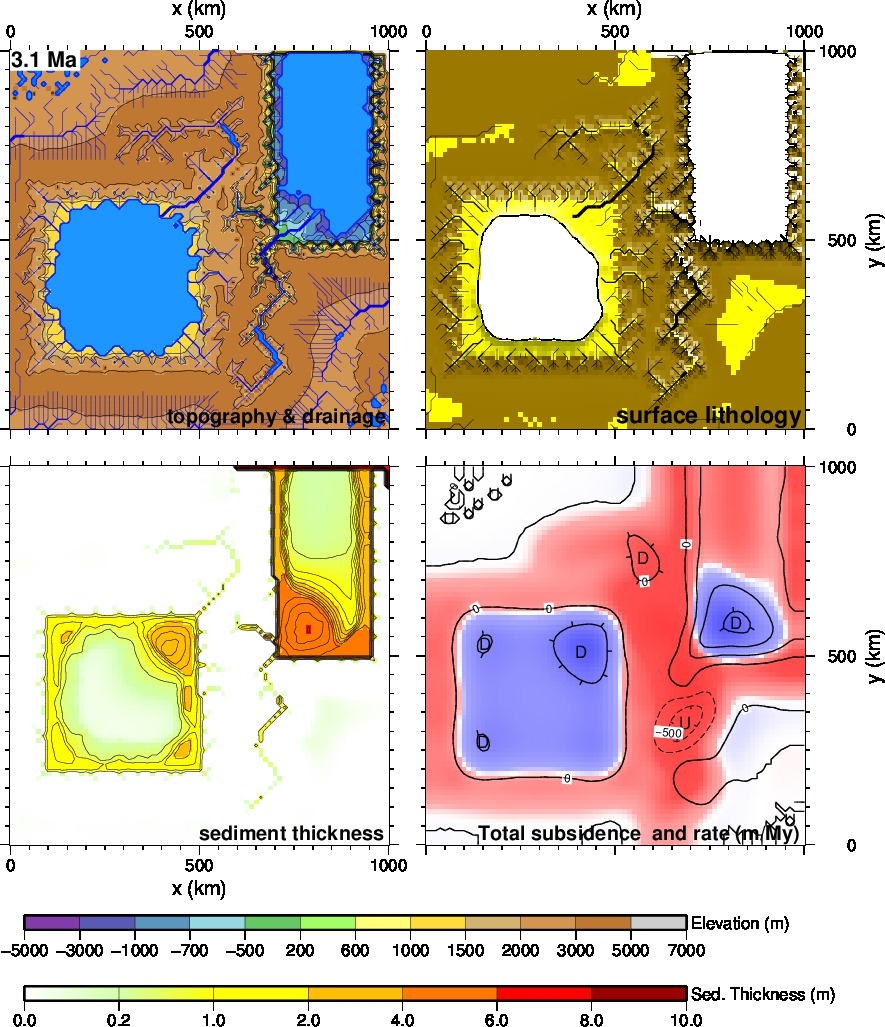 x (km) x (km)
0 500 1000 0 500 1000
3.1 Ma 1000
500 y (km)
topography & drainage surface lithology
0
1000
D
0
0 0 0
D
D D 500 y (km)
U
−500 0
D
0
sediment thickness Total subsidence and rate (m/My) 0
0 500 1000
x (km)
Elevation (m)
−5000 −3000 −1000 −700 −500 200 600 1000 1500 2000 3000 5000 7000
Sed. Thickness (m)
0.0 0.2 1.0 2.0 4.0 6.0 8.0 10.0